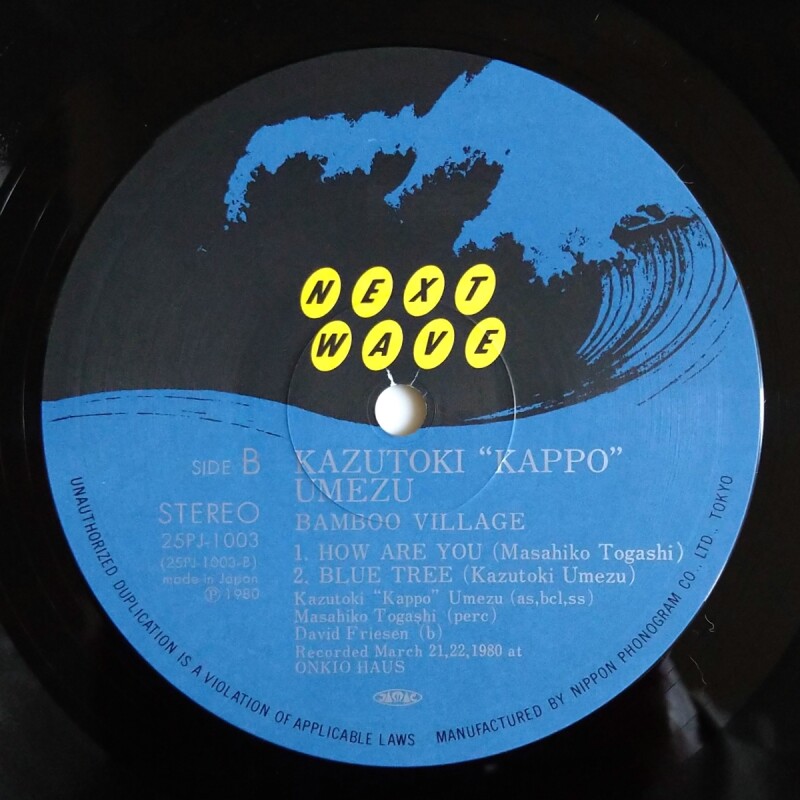 NEXT
WAVE
SIDE B
KAZUTOKI “KAPPO”
UMEZU
STEREO
BAMBOO VILLAGE
25PJ-1003
(25PJ-1003-B)
made in Japan
Ⓟ 1980
1. HOW ARE YOU (Masahiko Togashi)
2. BLUE TREE (Kazutoki Umezu)
Kazutoki “Kappo” Umezu (as,bcl,ss)
Masahiko Togashi (perc)
David Friesen (b)
Recorded March 21,22,1980 at
ONKIO HAUS
JASRAC
UNAUTHORIZED DUPLICATION IS A VIOLATION OF APPLICABLE LAWS
MANUFACTURED BY NIPPON PHONOGRAM CO., LTD., TOKYO